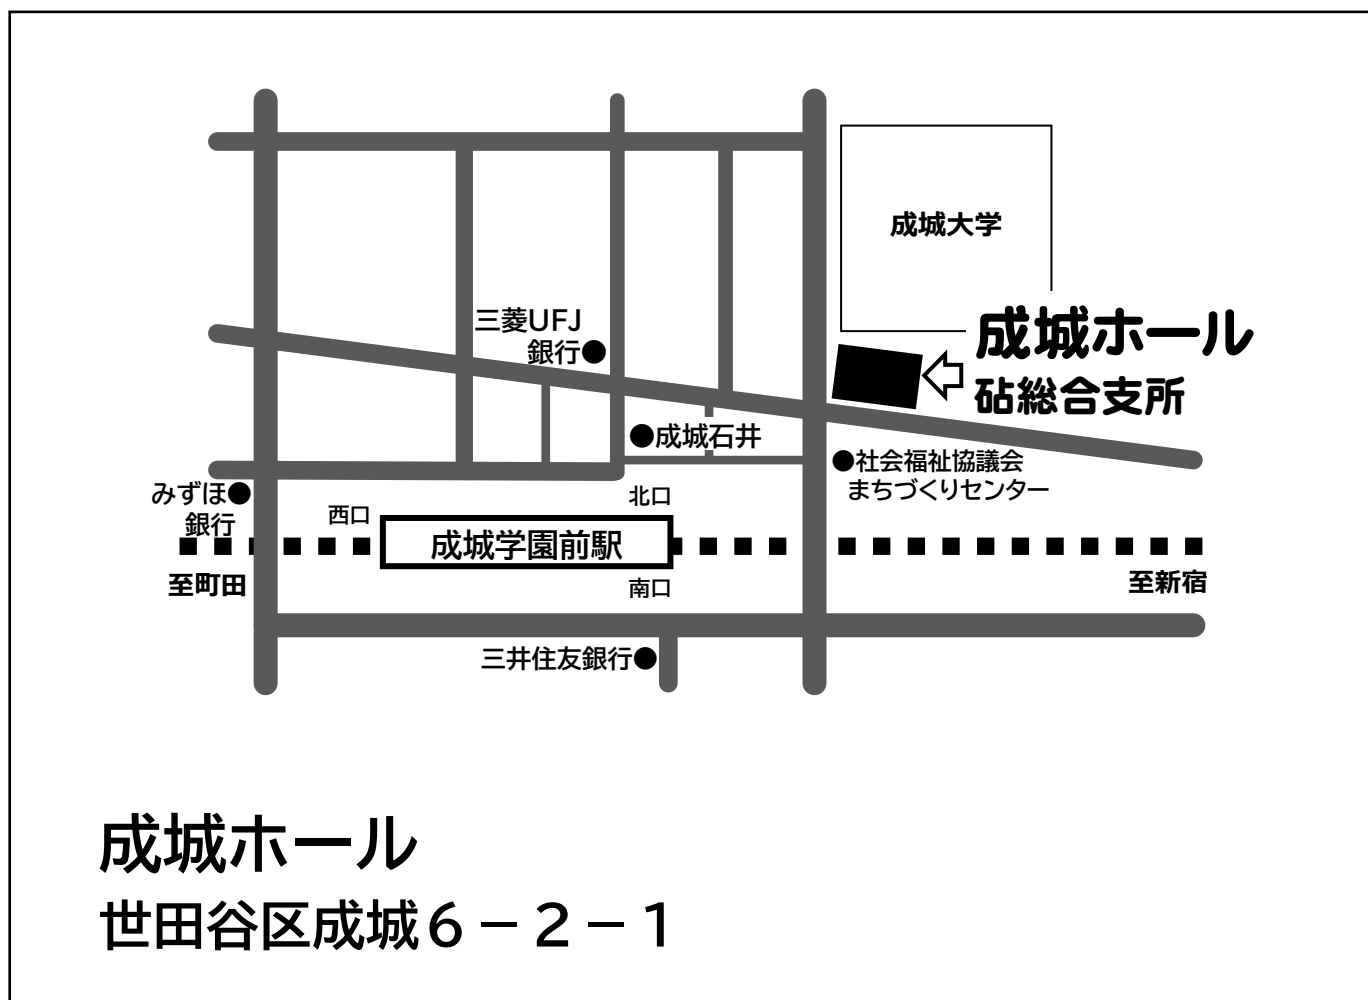 成城大学
三菱UFJ
銀行●
成城ホール
砧総合支所
●成城石井
●社会福祉協議会
まちづくりセンター
みずほ●
銀行
西口
北口
成城学園前駅
至町田
南口
至新宿
三井住友銀行●
成城ホール
世田谷区成城６－２－１